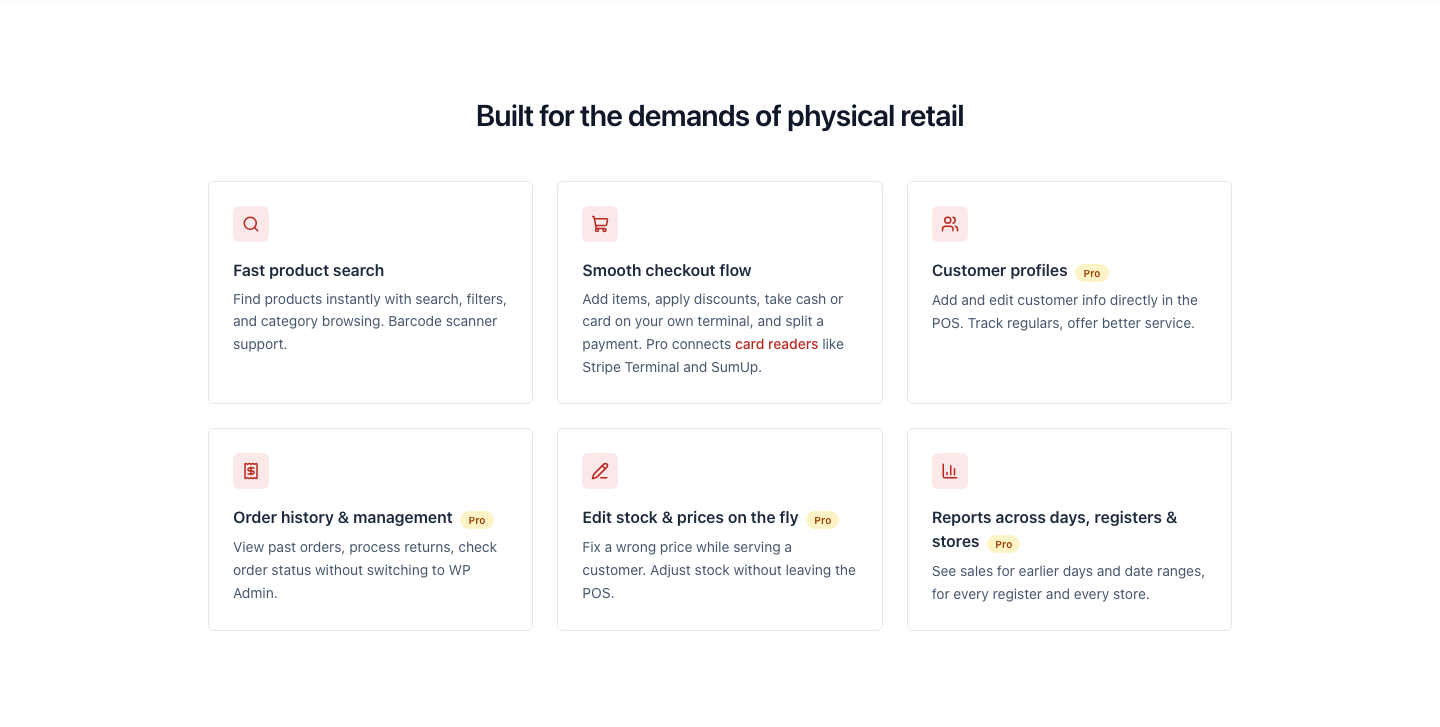 Built for the demands of physical retail
Fast product search
Find products instantly with search, filters,
and category browsing. Barcode scanner
support.
Smooth checkout flow
Add items, apply discounts, take cash or
card on your own terminal, and split a
payment. Pro connects card readers like
Stripe Terminal and SumUp.
Customer profiles Pro
Add and edit customer info directly in the
POS. Track regulars, offer better service.
Order history & management Pro
View past orders, process returns, check
order status without switching to WP
Admin.
Edit stock & prices on the fly Pro
Fix a wrong price while serving a
customer. Adjust stock without leaving the
POS.
Reports across days, registers &
stores Pro
See sales for earlier days and date ranges,
for every register and every store.